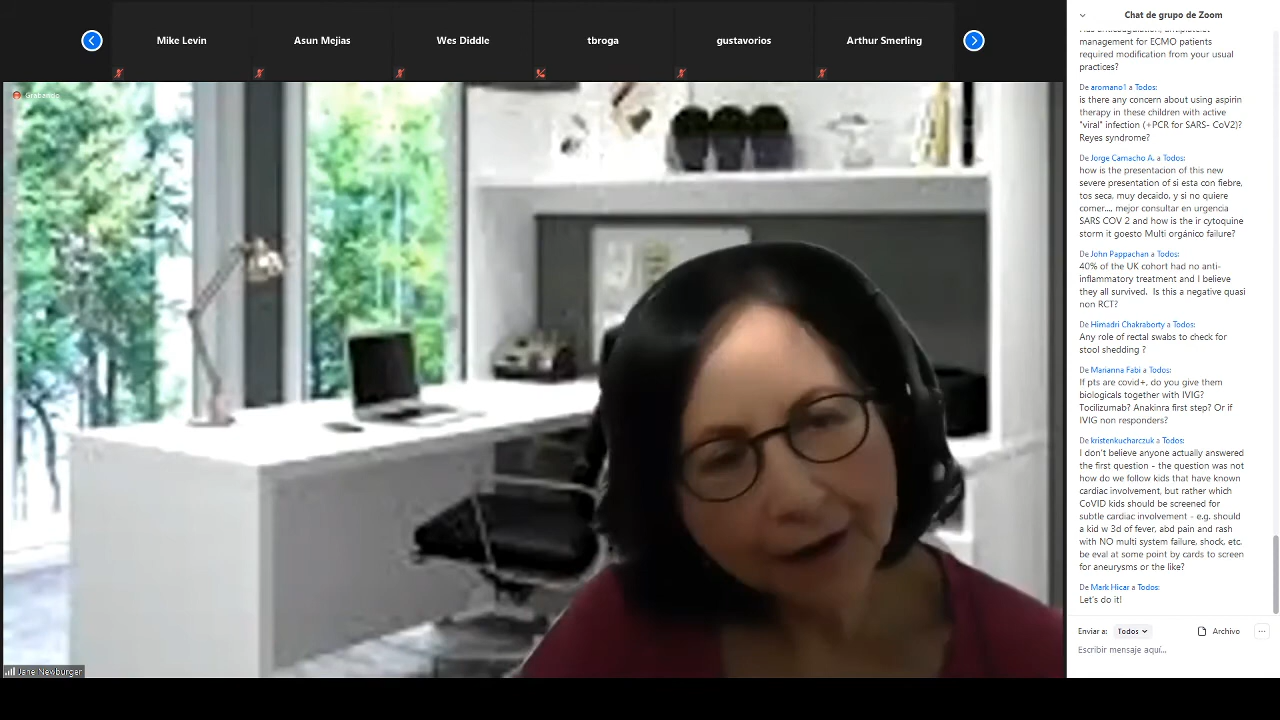 Mike Levin
Asun Mejias
Wes Diddle
tbroga
gustavorios
Arthur Smerling
Grabando
Jane Newburger
Chat de grupo de Zoom
management for ECMO patients
required modification from your usual
practices?
De aromano1 a Todos:
is there any concern about using aspirin
therapy in these children with active
"viral" infection (+PCR for SARS- CoV2)?
Reyes syndrome?
De Jorge Camacho A. a Todos:
how is the presentacion of this new
severe presentation of si esta con fiebre,
tos seca, muy decaido, y si no quiere
comer..., mejor consultar en urgencia
SARS COV 2 and how is the ir cytoquine
storm it goesto Multi orgánico failure?
De John Pappachan a Todos:
40% of the UK cohort had no anti-
inflammatory treatment and I believe
they all survived. Is this a negative quasi
non RCT?
De Himadri Chakraborty a Todos:
Any role of rectal swabs to check for
stool shedding ?
De Marianna Fabi a Todos:
If pts are covid+, do you give them
biologicals together with IVIG?
Tocilizumab? Anakinra first step? Or if
IVIG non responders?
De kristenkucharczuk a Todos:
I don't believe anyone actually answered
the first question - the question was not
how do we follow kids that have known
cardiac involvement, but rather which
CoVID kids should be screened for
subtle cardiac involvement - e.g. should
a kid w 3d of fever, abd pain and rash
with NO multi system failure, shock, etc.
be eval at some point by cards to screen
for aneurysms or the like?
De Mark Hicar a Todos:
Let's do it!
Enviar a: Todos Archivo ...
Escribir mensaje aquí...